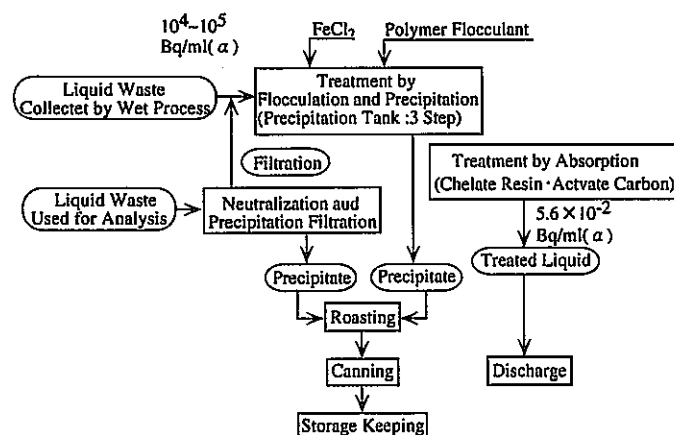 10⁴~10⁵
Bq/ml(α)
FeCl₂
Polymer Flocculant
Liquid Waste
Collectet by Wet Process
Treatment by
Flocculation and Precipitation
(Precipitation Tank :3 Step)
Filtration
Treatment by Absorption
(Chelate Resin・Actvate Carbon)
Liquid Waste
Used for Analysis
Neutralization aud
Precipitation Filtration
5.6×10⁻²
Bq/ml(α)
Precipitate
Precipitate
Treated Liquid
Roasting
Canning
Discharge
Storage Keeping